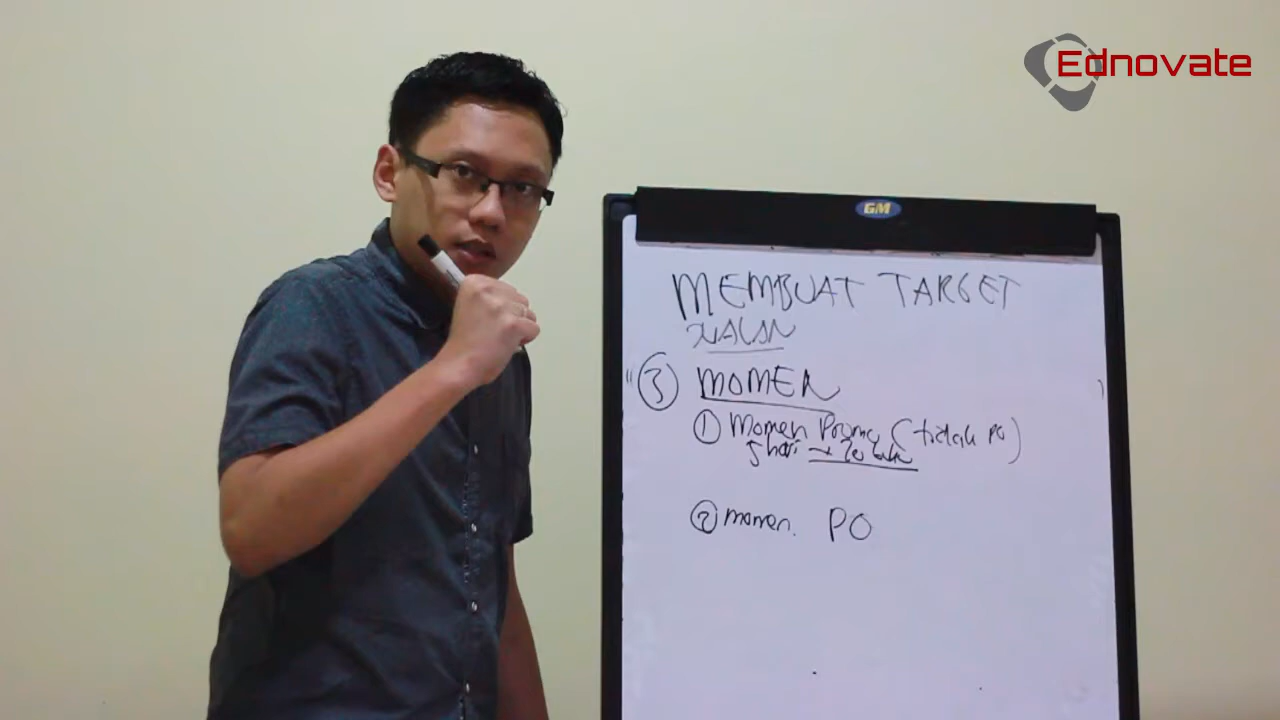 Ednovate
GM
MEMBUAT TARGET
③ MOMEN
① Momen Promo (tidak PO)
5 hari →
② momen. PO